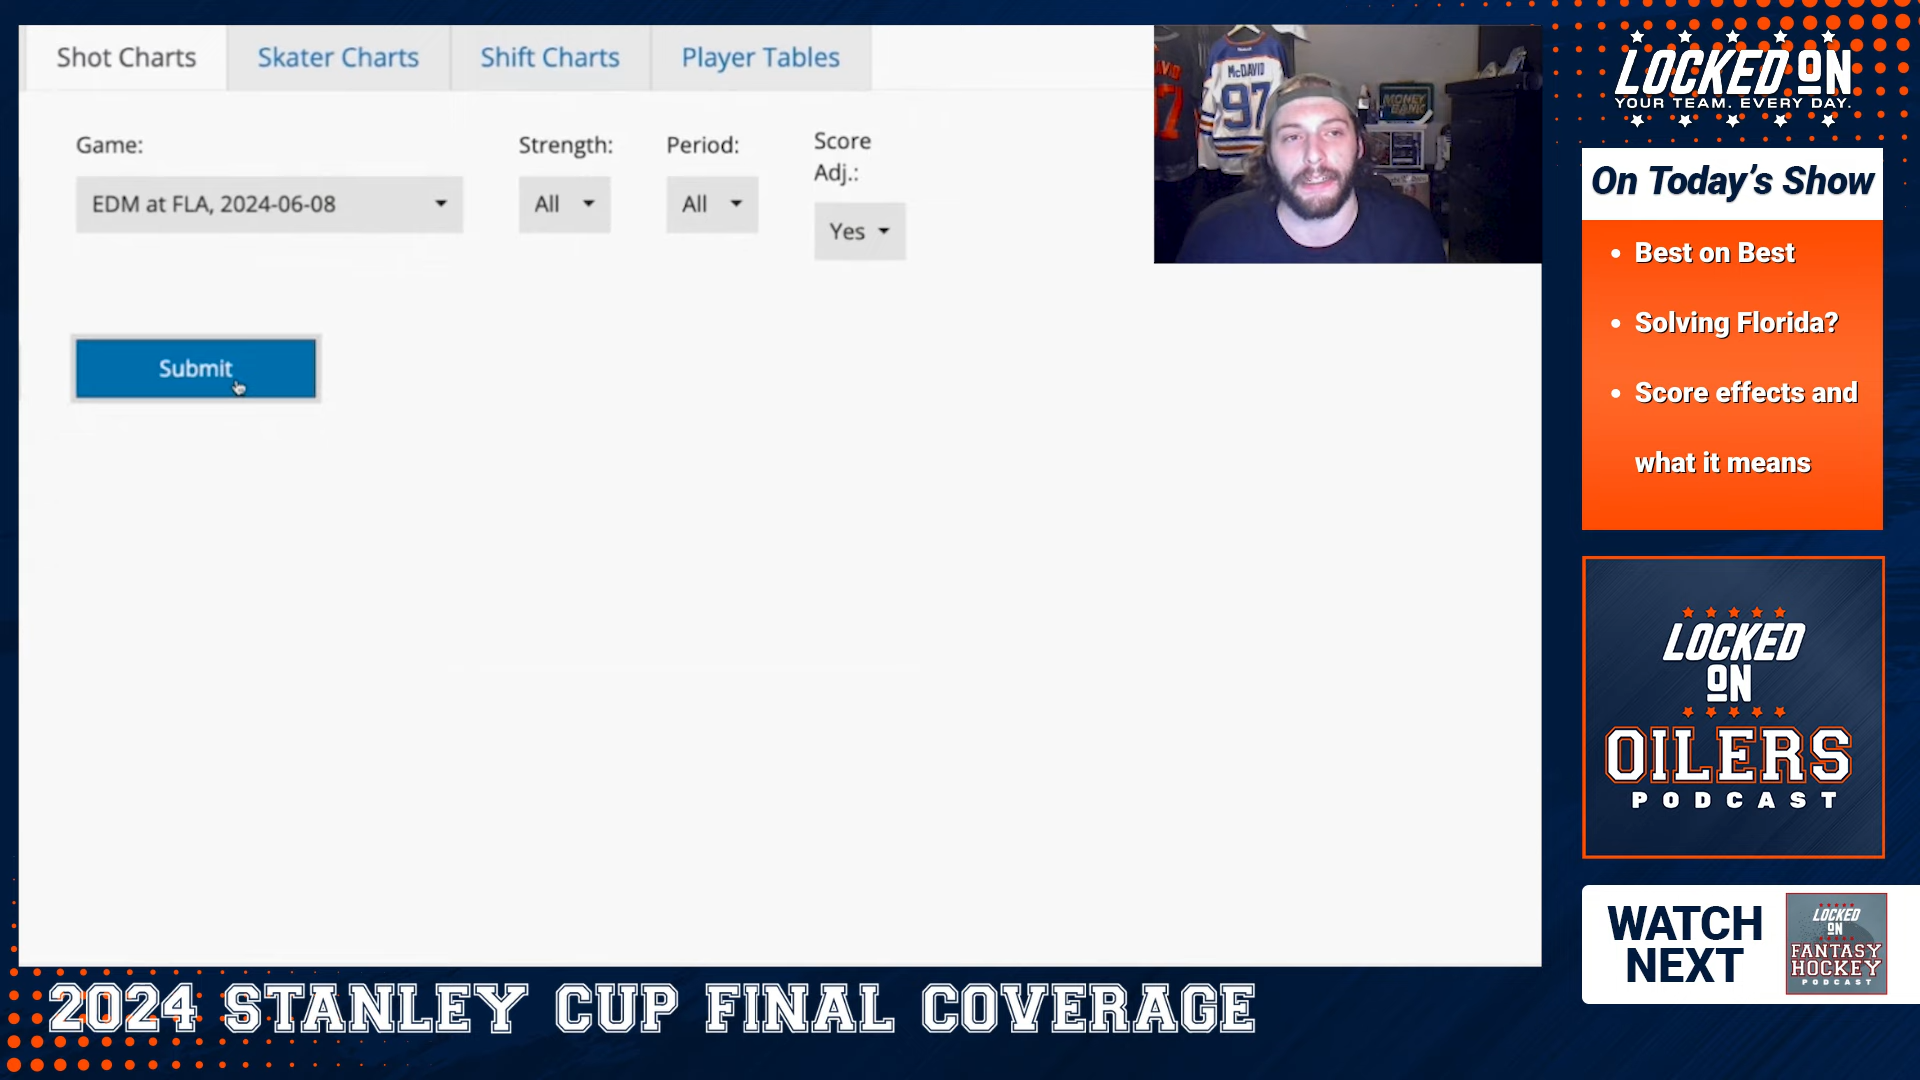 Shot Charts
Skater Charts
Shift Charts
Player Tables
Game:
Strength:
Period:
Score
Adj.:
EDM at FLA, 2024-06-08
All
All
Yes
Submit
McDAVID
97
MONEY
BANK
LOCKED ON
YOUR TEAM. EVERY DAY.
On Today's Show
• Best on Best
• Solving Florida?
• Score effects and
what it means
LOCKED
ON
OILERS
PODCAST
WATCH
NEXT
LOCKED
ON
FANTASY
HOCKEY
PODCAST
2024 STANLEY CUP FINAL COVERAGE